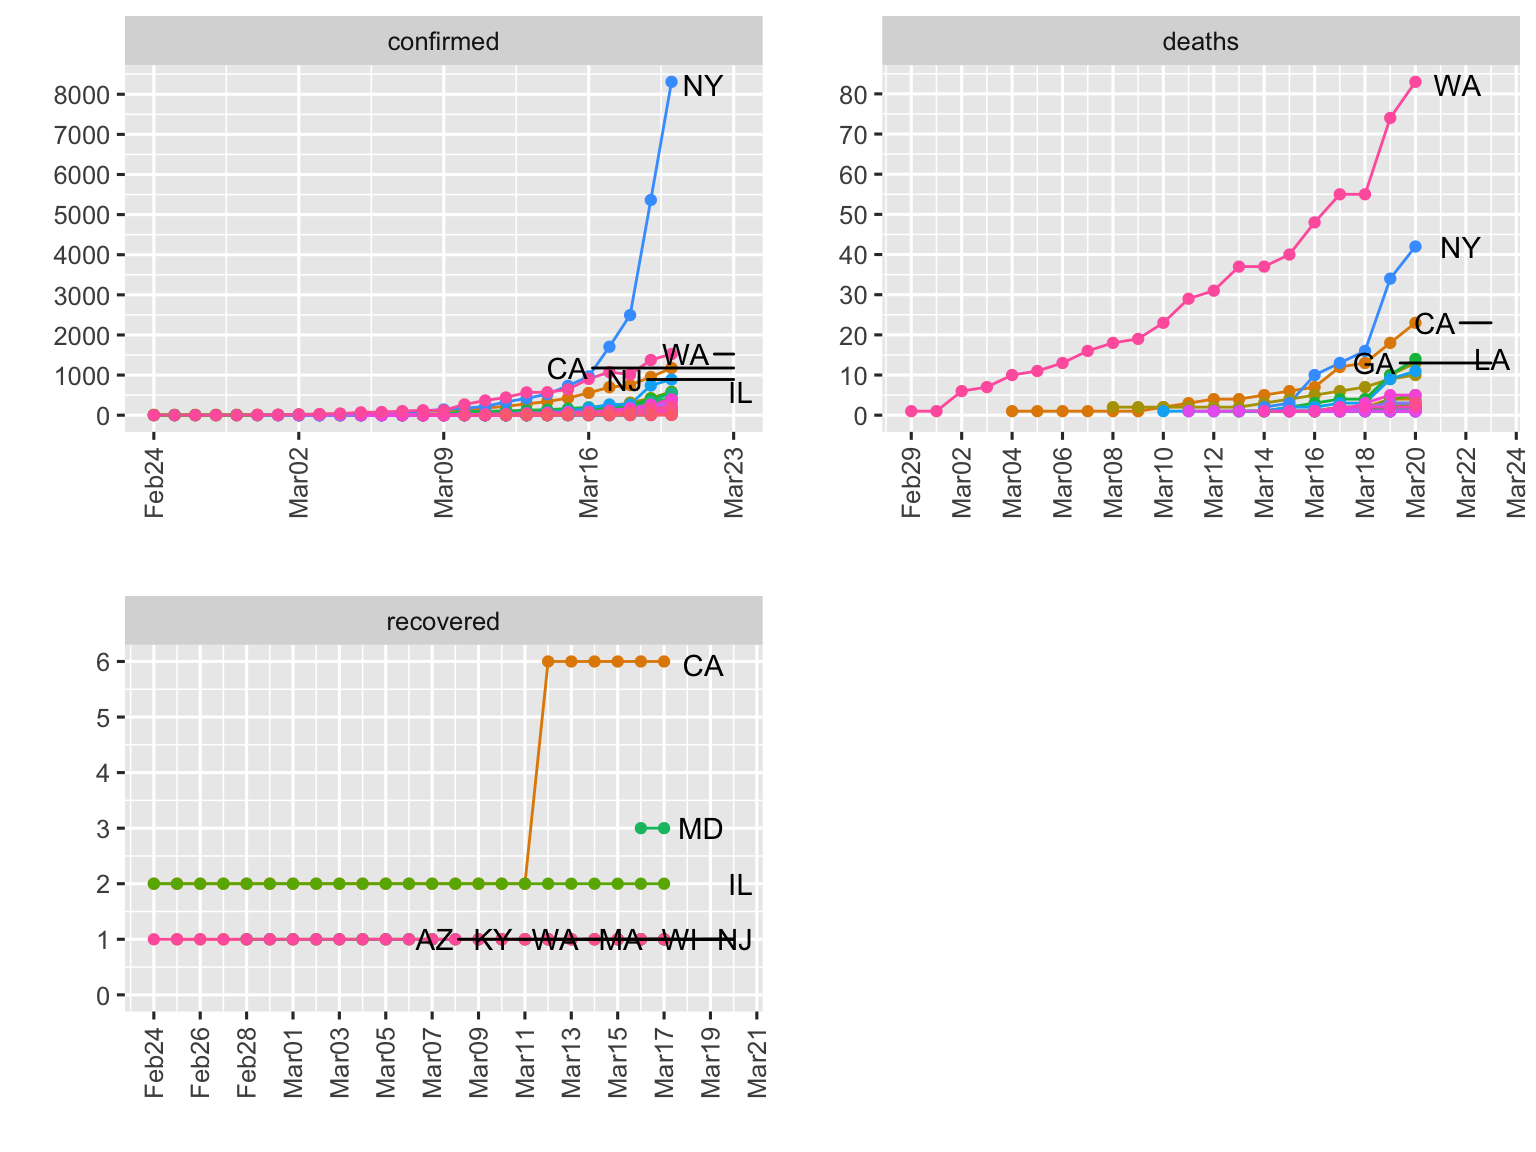 confirmed
8000
7000
6000
5000
4000
3000
2000
1000
0
NY
WA
CA
NJ
IL
Feb24
Mar02
Mar09
Mar16
Mar23
deaths
80
70
60
50
40
30
20
10
0
WA
NY
CA
GA
LA
Feb29
Mar02
Mar04
Mar06
Mar08
Mar10
Mar12
Mar14
Mar16
Mar18
Mar20
Mar22
Mar24
recovered
6
5
4
3
2
1
0
CA
MD
IL
AZ KY WA MA WI NJ
Feb24
Feb26
Feb28
Mar01
Mar03
Mar05
Mar07
Mar09
Mar11
Mar13
Mar15
Mar17
Mar19
Mar21